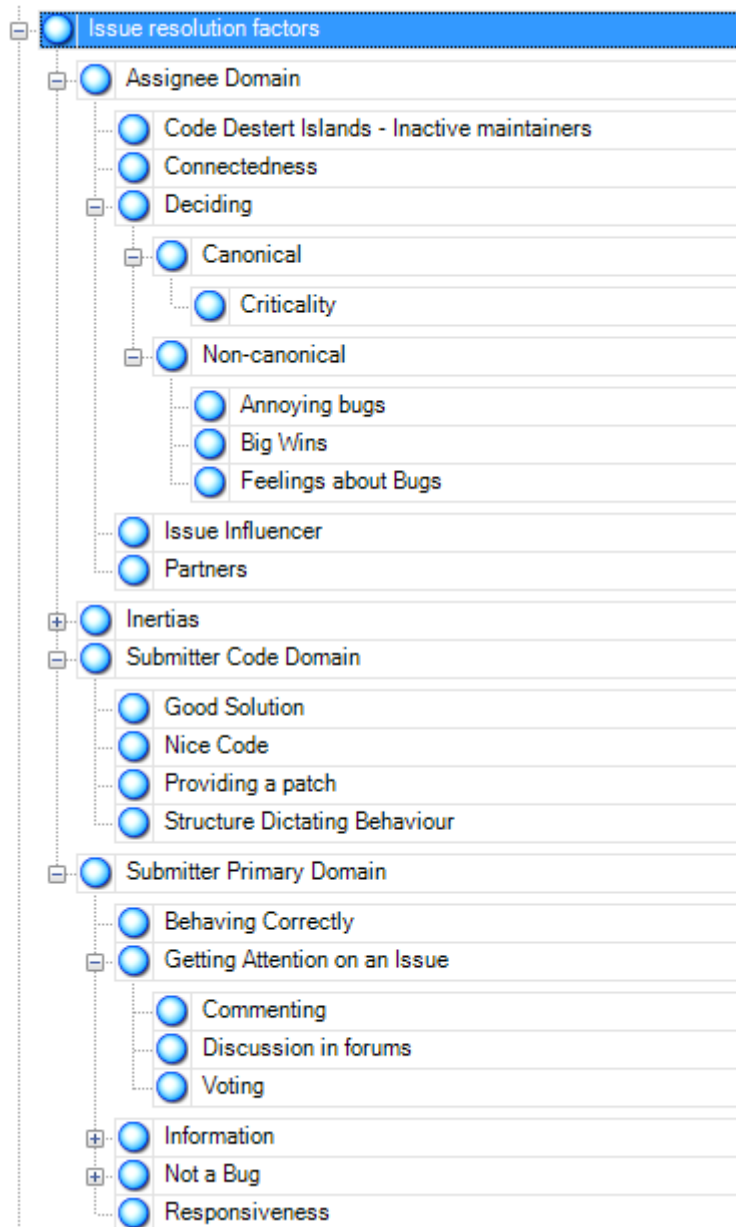 Issue resolution factors
Assignee Domain
Code Destert Islands - Inactive maintainers
Connectedness
Deciding
Canonical
Criticality
Non-canonical
Annoying bugs
Big Wins
Feelings about Bugs
Issue Influencer
Partners
Inertias
Submitter Code Domain
Good Solution
Nice Code
Providing a patch
Structure Dictating Behaviour
Submitter Primary Domain
Behaving Correctly
Getting Attention on an Issue
Commenting
Discussion in forums
Voting
Information
Not a Bug
Responsiveness